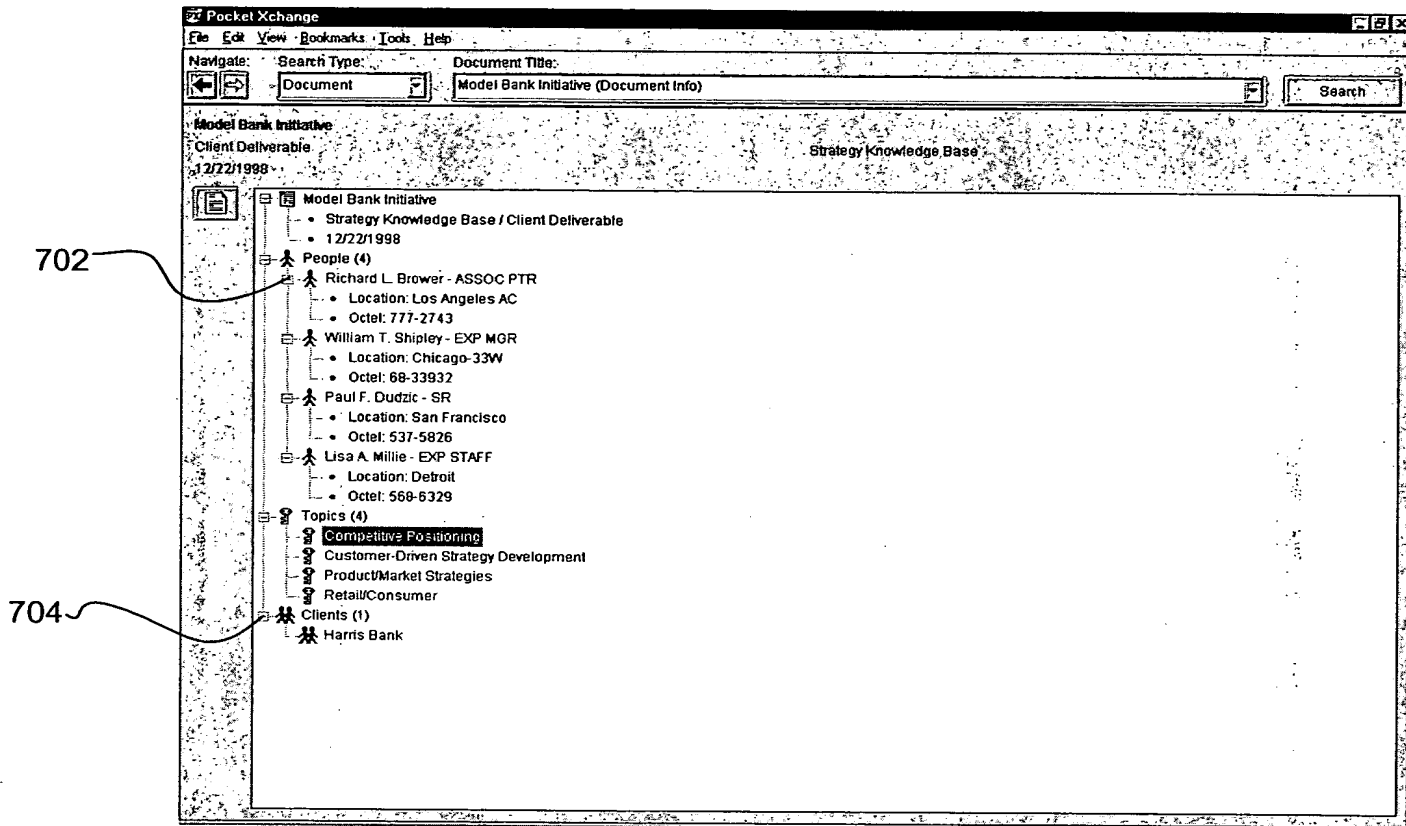 Pocket Xchange
File Edit View Bookmarks Tools Help
Navigate: Search Type: Document Title:
Document Model Bank Initiative (Document Info) Search
Model Bank Initiative
Client Deliverable Strategy Knowledge Base
12/22/1998
Model Bank Initiative
Strategy Knowledge Base / Client Deliverable
12/22/1998
702
People (4)
Richard L. Brower - ASSOC PTR
Location: Los Angeles AC
Octel: 777-2743
William T. Shipley - EXP MGR
Location: Chicago-33W
Octel: 68-33932
Paul F. Dudzic - SR
Location: San Francisco
Octel: 537-5826
Lisa A. Millie - EXP STAFF
Location: Detroit
Octel: 568-6329
Topics (4)
Competitive Positioning
Customer-Driven Strategy Development
Product/Market Strategies
Retail/Consumer
704
Clients (1)
Harris Bank